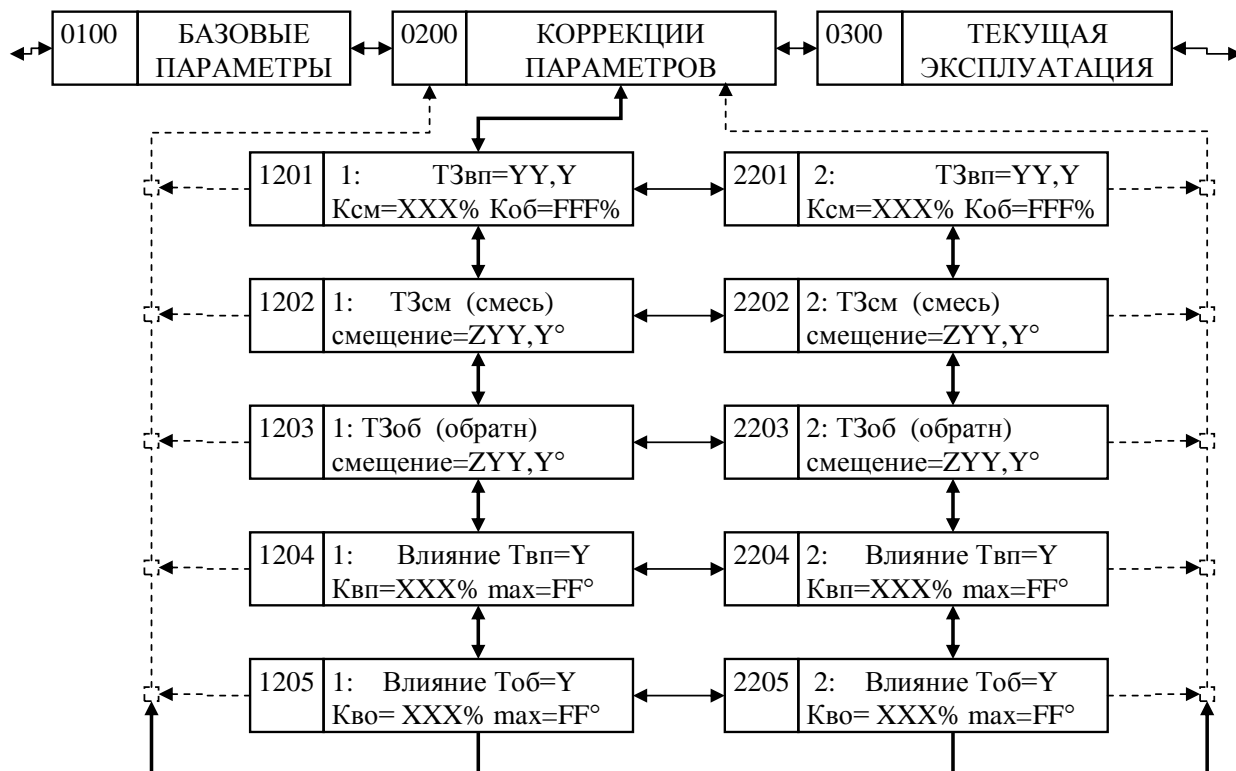 0100 БАЗОВЫЕ
ПАРАМЕТРЫ
0200 КОРРЕКЦИИ
ПАРАМЕТРОВ
0300 ТЕКУЩАЯ
ЭКСПЛУАТАЦИЯ
1201 1: ТЗвп=YY,Y
Ксм=XXX% Коб=FFF%
2201 2: ТЗвп=YY,Y
Ксм=XXX% Коб=FFF%
1202 1: ТЗсм (смесь)
смещение=ZYY,Y°
2202 2: ТЗсм (смесь)
смещение=ZYY,Y°
1203 1: ТЗоб (обратн)
смещение=ZYY,Y°
2203 2: ТЗоб (обратн)
смещение=ZYY,Y°
1204 1: Влияние Твп=Y
Квп=XXX% max=FF°
2204 2: Влияние Твп=Y
Квп=XXX% max=FF°
1205 1: Влияние Тоб=Y
Кво= XXX% max=FF°
2205 2: Влияние Тоб=Y
Кво= XXX% max=FF°